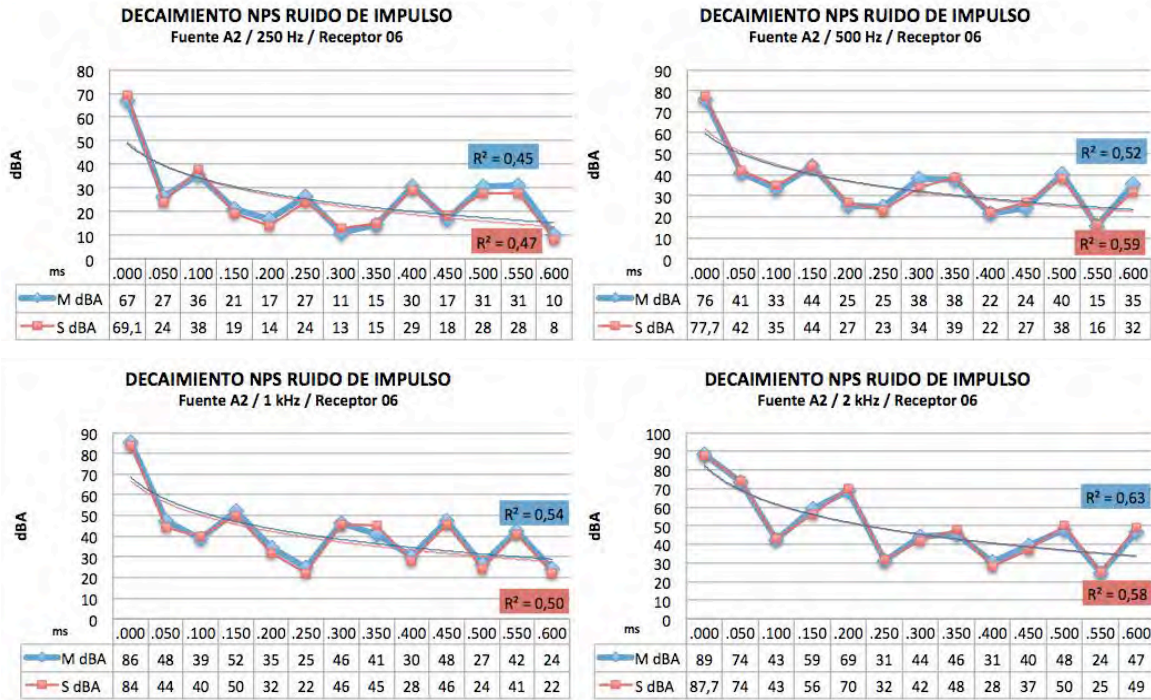 DECAIMIENTO NPS RUIDO DE IMPULSO
Fuente A2 / 250 Hz / Receptor 06
80
70
60
50
40
30
20
10
0
dBA
R² = 0,45
R² = 0,47
ms .000 .050 .100 .150 .200 .250 .300 .350 .400 .450 .500 .550 .600
M dBA 67 27 36 21 17 27 11 15 30 17 31 31 10
S dBA 69,1 24 38 19 14 24 13 15 29 18 28 28 8
DECAIMIENTO NPS RUIDO DE IMPULSO
Fuente A2 / 500 Hz / Receptor 06
90
80
70
60
50
40
30
20
10
0
dBA
R² = 0,52
R² = 0,59
ms .000 .050 .100 .150 .200 .250 .300 .350 .400 .450 .500 .550 .600
M dBA 76 41 33 44 25 25 38 38 22 24 40 15 35
S dBA 77,7 42 35 44 27 23 34 39 22 27 38 16 32
DECAIMIENTO NPS RUIDO DE IMPULSO
Fuente A2 / 1 kHz / Receptor 06
90
80
70
60
50
40
30
20
10
0
dBA
R² = 0,54
R² = 0,50
ms .000 .050 .100 .150 .200 .250 .300 .350 .400 .450 .500 .550 .600
M dBA 86 48 39 52 35 25 46 41 30 48 27 42 24
S dBA 84 44 40 50 32 22 46 45 28 46 24 41 22
DECAIMIENTO NPS RUIDO DE IMPULSO
Fuente A2 / 2 kHz / Receptor 06
100
90
80
70
60
50
40
30
20
10
0
dBA
R² = 0,63
R² = 0,58
ms .000 .050 .100 .150 .200 .250 .300 .350 .400 .450 .500 .550 .600
M dBA 89 74 43 59 69 31 44 46 31 40 48 24 47
S dBA 87,7 74 43 56 70 32 42 48 28 37 50 25 49